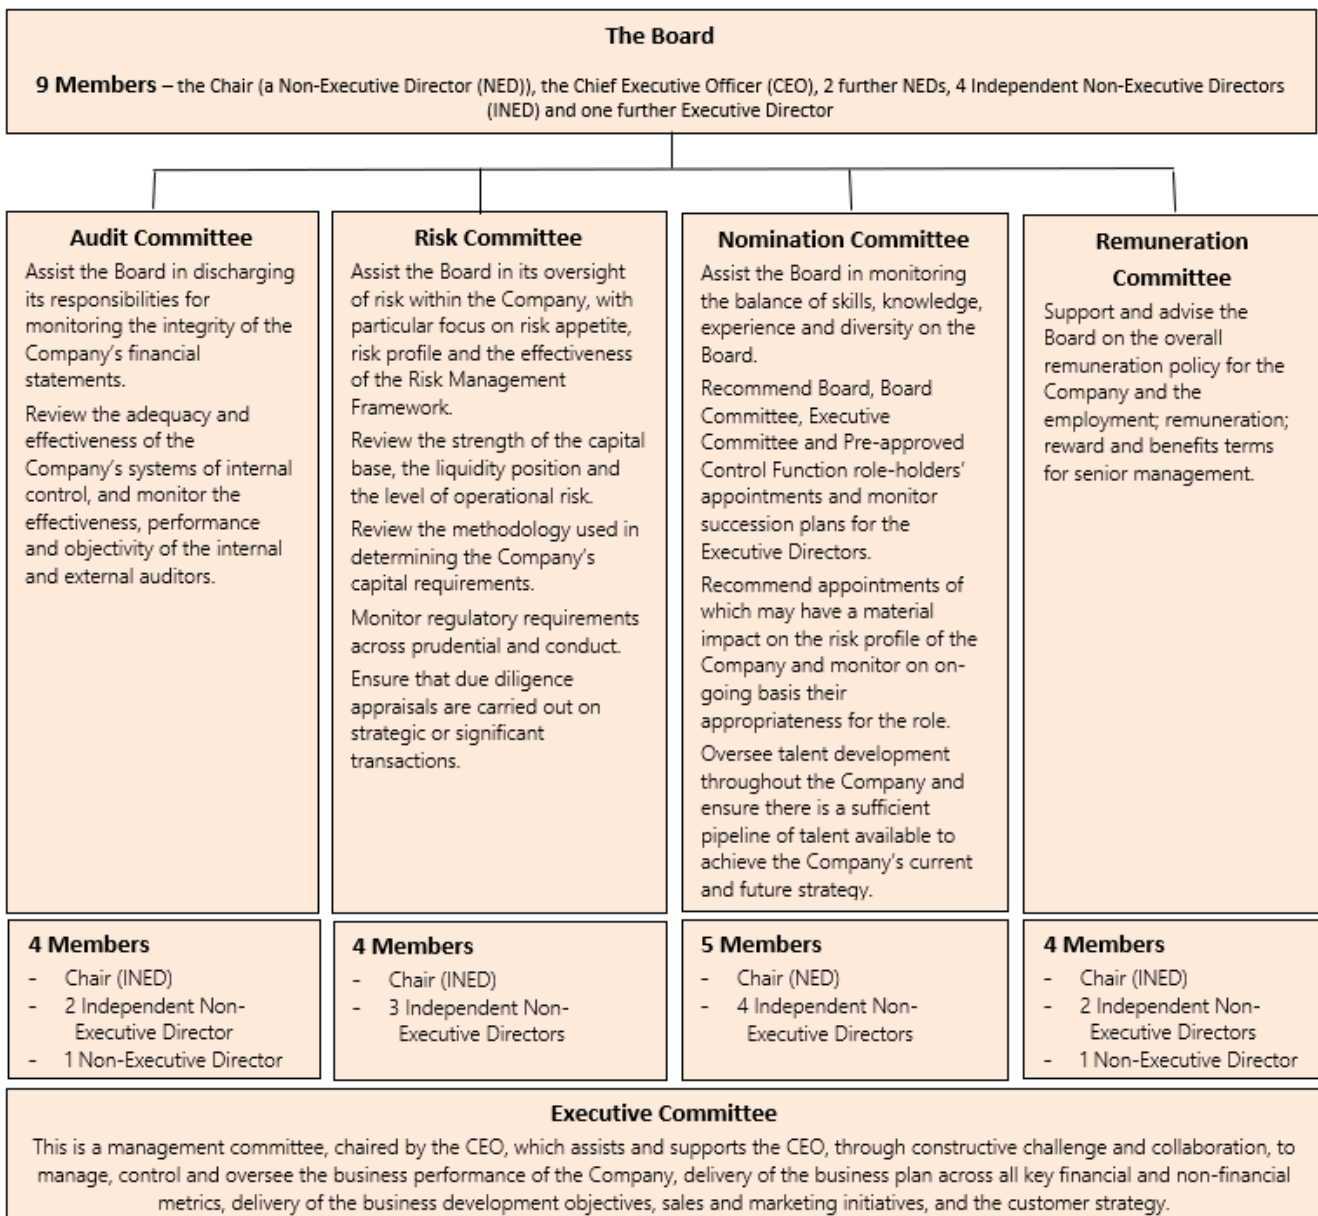 The Board
9 Members – the Chair (a Non-Executive Director (NED)), the Chief Executive Officer (CEO), 2 further NEDs, 4 Independent Non-Executive Directors
(INED) and one further Executive Director
Audit Committee
Assist the Board in discharging
its responsibilities for
monitoring the integrity of the
Company's financial
statements.
Review the adequacy and
effectiveness of the
Company's systems of internal
control, and monitor the
effectiveness, performance
and objectivity of the internal
and external auditors.
Risk Committee
Assist the Board in its oversight
of risk within the Company, with
particular focus on risk appetite,
risk profile and the effectiveness
of the Risk Management
Framework.
Review the strength of the capital
base, the liquidity position and
the level of operational risk.
Review the methodology used in
determining the Company's
capital requirements.
Monitor regulatory requirements
across prudential and conduct.
Ensure that due diligence
appraisals are carried out on
strategic or significant
transactions.
Nomination Committee
Assist the Board in monitoring
the balance of skills, knowledge,
experience and diversity on the
Board.
Recommend Board, Board
Committee, Executive
Committee and Pre-approved
Control Function role-holders'
appointments and monitor
succession plans for the
Executive Directors.
Recommend appointments of
which may have a material
impact on the risk profile of the
Company and monitor on on-
going basis their
appropriateness for the role.
Oversee talent development
throughout the Company and
ensure there is a sufficient
pipeline of talent available to
achieve the Company's current
and future strategy.
Remuneration
Committee
Support and advise the
Board on the overall
remuneration policy for the
Company and the
employment; remuneration;
reward and benefits terms
for senior management.
4 Members
- Chair (INED)
- 2 Independent Non-
Executive Director
- 1 Non-Executive Director
4 Members
- Chair (INED)
- 3 Independent Non-
Executive Directors
5 Members
- Chair (NED)
- 4 Independent Non-
Executive Directors
4 Members
- Chair (INED)
- 2 Independent Non-
Executive Directors
- 1 Non-Executive Director
Executive Committee
This is a management committee, chaired by the CEO, which assists and supports the CEO, through constructive challenge and collaboration, to
manage, control and oversee the business performance of the Company, delivery of the business plan across all key financial and non-financial
metrics, delivery of the business development objectives, sales and marketing initiatives, and the customer strategy.